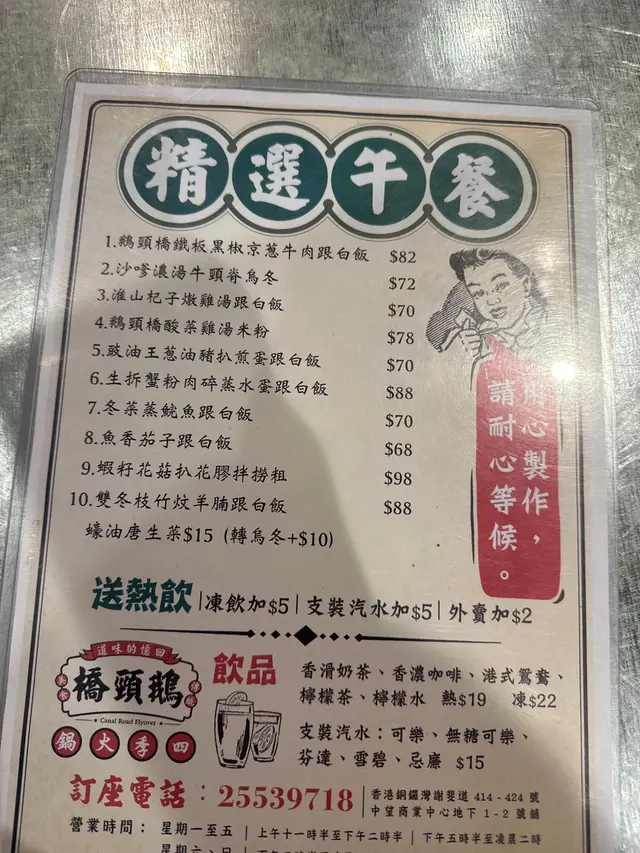 精選午餐
1.鵝頸橋鐵板黑椒京葱牛肉跟白飯 $82
2.沙嗲濃湯牛頸脊烏冬 $72
3.淮山杞子燉雞湯跟白飯 $70
4.鵝頸橋酸菜雞湯米粉 $78
5.豉油王葱油豬扒煎蛋跟白飯 $70
6.生拆蟹粉肉碎蒸水蛋跟白飯 $88
7.冬菜蒸鯇魚跟白飯 $70
8.魚香茄子跟白飯 $68
9.蝦籽花菇扒花膠拌撈粗 $98
10.雙冬枝竹炆羊腩跟白飯 $88
蠔油唐生菜$15 (轉烏冬+$10)
用心製作，
請耐心等候。
送熱飲|凍飲加$5|支裝汽水加$5|外賣加$2
道味的憶回
橋頸鵝
Canal Road Flyover
鍋火季四
飲品
香滑奶茶、香濃咖啡、港式鴛鴦、
檸檬茶、檸檬水 熱$19 凍$22
支裝汽水：可樂、無糖可樂、
芬達、雪碧、忌廉 $15
訂座電話：25539718
香港銅鑼灣謝斐道 414 - 424 號
中望商業中心地下 1 - 2 號舖
營業時間： 星期一至五 | 上午十一時半至下午二時半 | 下午五時半至凌晨二時
星期六、日